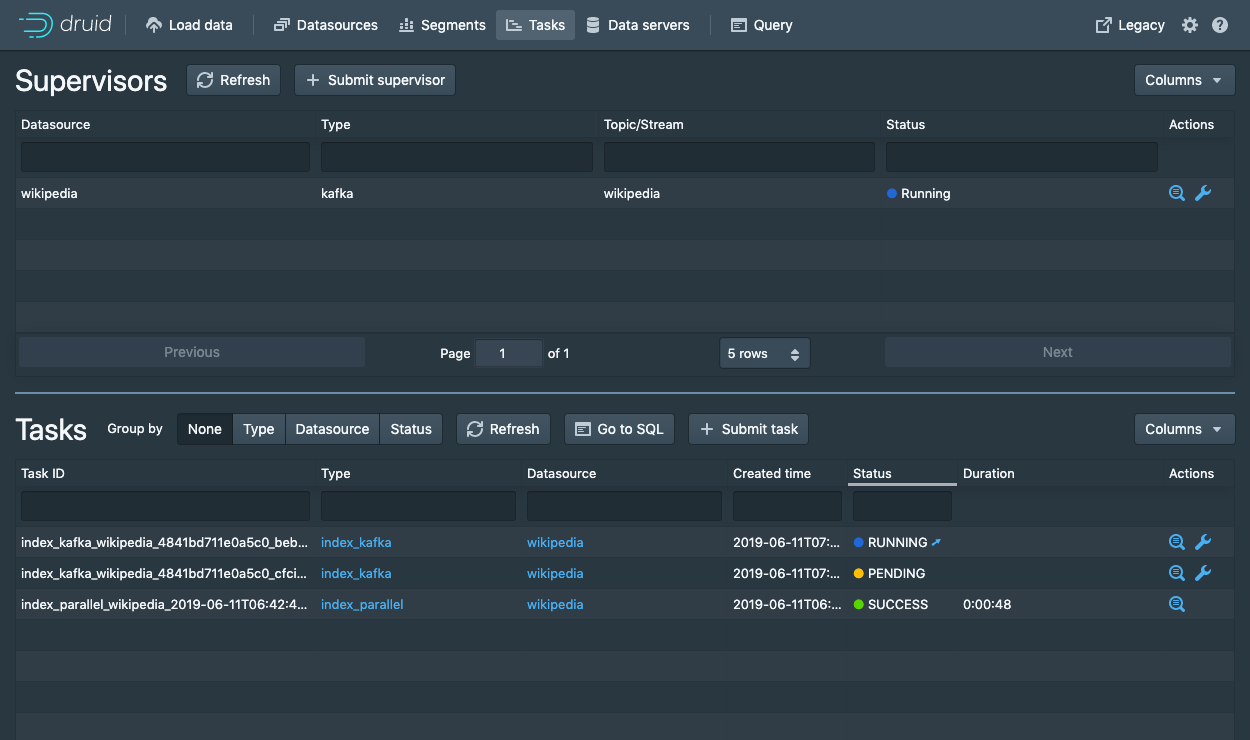 druid Load data Datasources Segments Tasks Data servers Query Legacy
Supervisors Refresh Submit supervisor Columns
Datasource Type Topic/Stream Status Actions
wikipedia kafka wikipedia Running
Previous Page 1 of 1 5 rows Next
Tasks Group by None Type Datasource Status Refresh Go to SQL Submit task Columns
Task ID Type Datasource Created time Status Duration Actions
index_kafka_wikipedia_4841bd711e0a5c0_beb... index_kafka wikipedia 2019-06-11T07:... RUNNING
index_kafka_wikipedia_4841bd711e0a5c0_cfci... index_kafka wikipedia 2019-06-11T07:... PENDING
index_parallel_wikipedia_2019-06-11T06:42:4... index_parallel wikipedia 2019-06-11T06:... SUCCESS 0:00:48